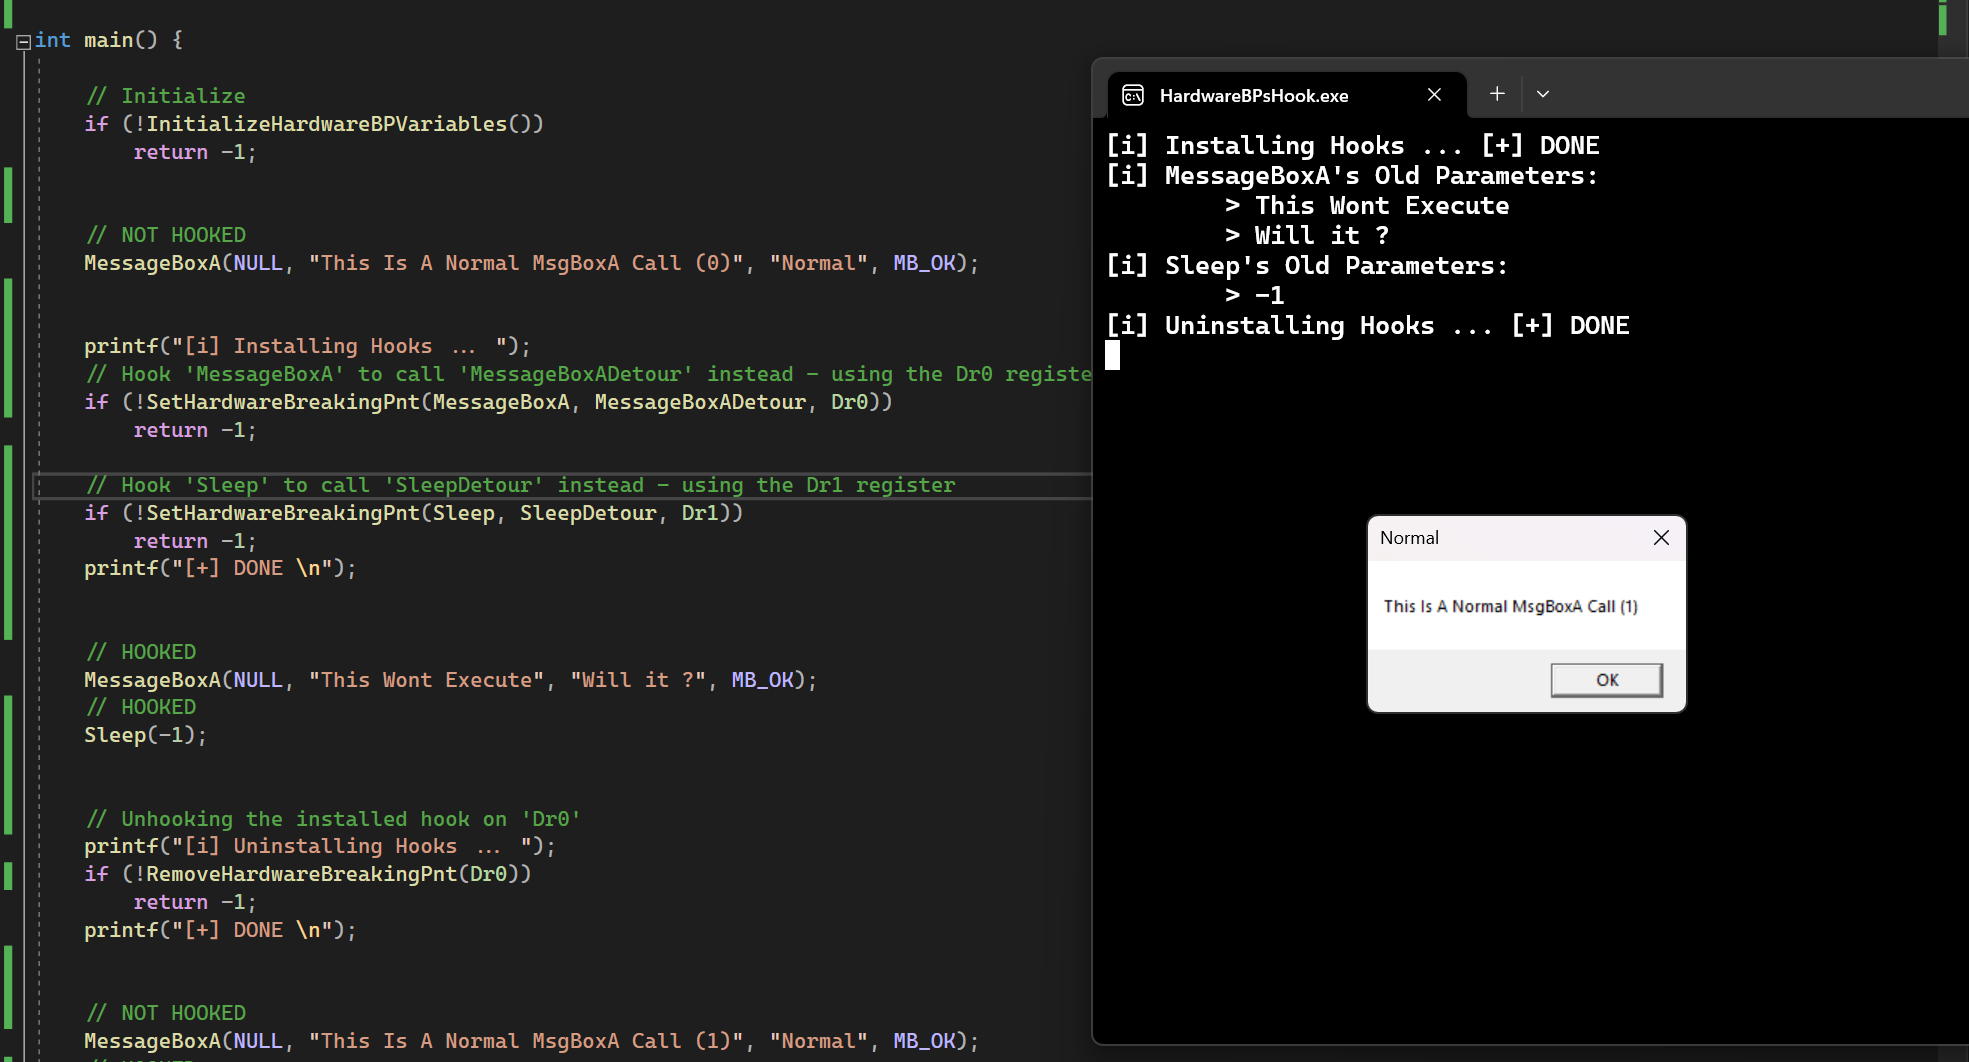 int main() {
// Initialize
if (!InitializeHardwareBPVariables())
return -1;
// NOT HOOKED
MessageBoxA(NULL, "This Is A Normal MsgBoxA Call (0)", "Normal", MB_OK);
printf("[i] Installing Hooks ... ");
// Hook 'MessageBoxA' to call 'MessageBoxADetour' instead - using the Dr0 registe
if (!SetHardwareBreakingPnt(MessageBoxA, MessageBoxADetour, Dr0))
return -1;
// Hook 'Sleep' to call 'SleepDetour' instead - using the Dr1 register
if (!SetHardwareBreakingPnt(Sleep, SleepDetour, Dr1))
return -1;
printf("[+] DONE \n");
// HOOKED
MessageBoxA(NULL, "This Wont Execute", "Will it ?", MB_OK);
// HOOKED
Sleep(-1);
// Unhooking the installed hook on 'Dr0'
printf("[i] Uninstalling Hooks ... ");
if (!RemoveHardwareBreakingPnt(Dr0))
return -1;
printf("[+] DONE \n");
// NOT HOOKED
MessageBoxA(NULL, "This Is A Normal MsgBoxA Call (1)", "Normal", MB_OK);
HardwareBPsHook.exe
[i] Installing Hooks ... [+] DONE
[i] MessageBoxA's Old Parameters:
> This Wont Execute
> Will it ?
[i] Sleep's Old Parameters:
> -1
[i] Uninstalling Hooks ... [+] DONE
Normal
This Is A Normal MsgBoxA Call (1)
OK